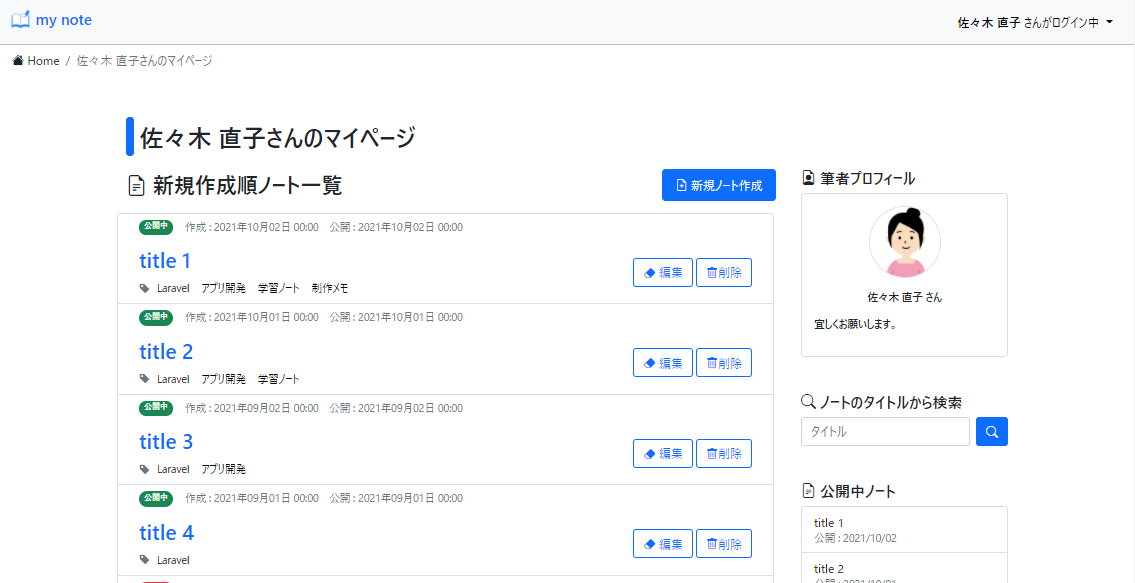 my note
佐々木 直子 さんがログイン中
Home / 佐々木 直子さんのマイページ
佐々木 直子さんのマイページ
新規作成順ノート一覧
新規ノート作成
公開中 作成 : 2021年10月02日 00:00 公開 : 2021年10月02日 00:00
title 1
Laravel アプリ開発 学習ノート 制作メモ
編集 削除
公開中 作成 : 2021年10月01日 00:00 公開 : 2021年10月01日 00:00
title 2
Laravel アプリ開発 学習ノート
編集 削除
公開中 作成 : 2021年09月02日 00:00 公開 : 2021年09月02日 00:00
title 3
Laravel アプリ開発
編集 削除
公開中 作成 : 2021年09月01日 00:00 公開 : 2021年09月01日 00:00
title 4
Laravel
編集 削除
筆者プロフィール
佐々木 直子 さん
宜しくお願いします。
ノートのタイトルから検索
タイトル
公開中ノート
title 1
公開 : 2021/10/02
title 2
公開 : 2021/10/01